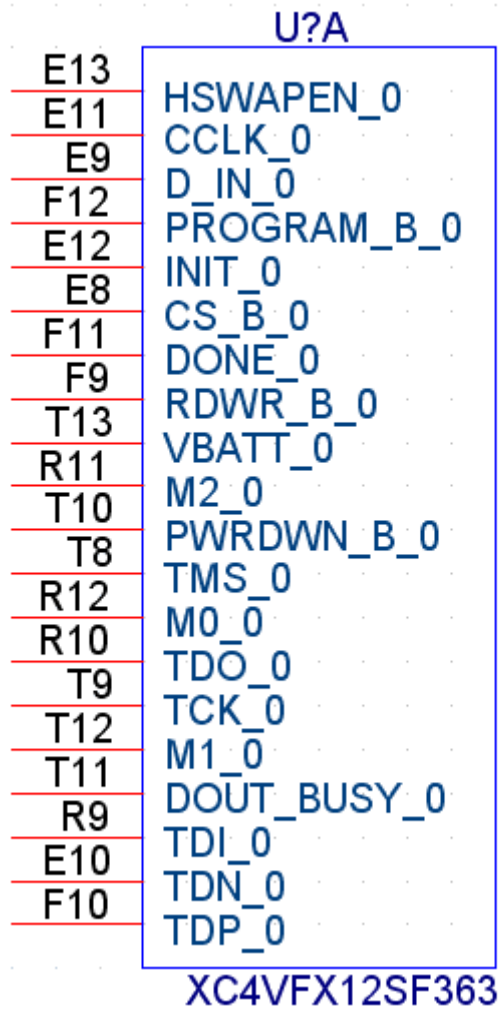 U?A
E13 HSWAPEN_0
E11 CCLK_0
E9 D_IN_0
F12 PROGRAM_B_0
E12 INIT_0
E8 CS_B_0
F11 DONE_0
F9 RDWR_B_0
T13 VBATT_0
R11 M2_0
T10 PWRDWN_B_0
T8 TMS_0
R12 M0_0
R10 TDO_0
T9 TCK_0
T12 M1_0
T11 DOUT_BUSY_0
R9 TDI_0
E10 TDN_0
F10 TDP_0
XC4VFX12SF363